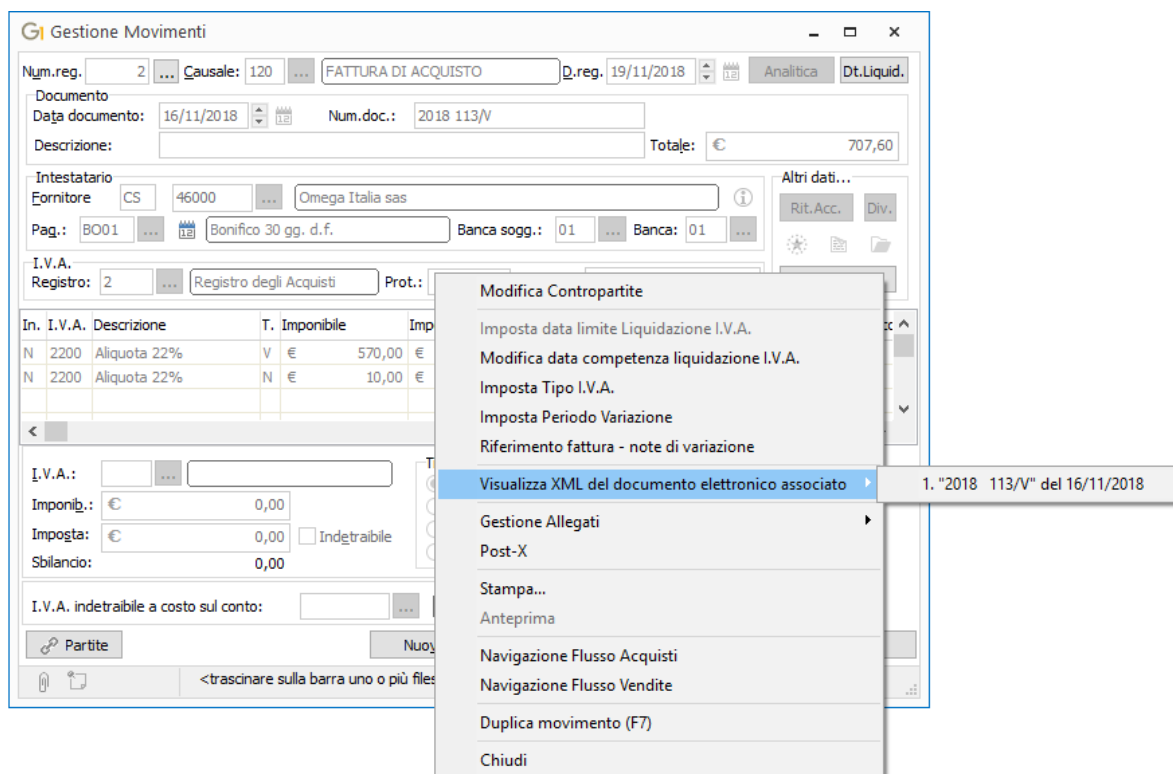 Gestione Movimenti
Num.reg. 2 ... Causale: 120 ... FATTURA DI ACQUISTO D.reg. 19/11/2018 12 Analitica Dt.Liquid.
Documento
Data documento: 16/11/2018 12 Num.doc.: 2018 113/V
Descrizione: Totale: € 707,60
Intestatario Altri dati...
Fornitore CS 46000 ... Omega Italia sas Rit.Acc. Div.
Pag.: BO01 ... 12 Bonifico 30 gg. d.f. Banca sogg.: 01 ... Banca: 01 ...
I.V.A.
Registro: 2 ... Registro degli Acquisti Prot.:
In. I.V.A. Descrizione T. Imponibile Imp
N 2200 Aliquota 22% V € 570,00 €
N 2200 Aliquota 22% N € 10,00 €
I.V.A.: ...
Imponib.: € 0,00
Imposta: € 0,00 Indetraibile
Sbilancio: 0,00
I.V.A. indetraibile a costo sul conto: ...
Partite Nuov
<trascinare sulla barra uno o più files
Modifica Contropartite
Imposta data limite Liquidazione I.V.A.
Modifica data competenza liquidazione I.V.A.
Imposta Tipo I.V.A.
Imposta Periodo Variazione
Riferimento fattura - note di variazione
Visualizza XML del documento elettronico associato
1. "2018 113/V" del 16/11/2018
Gestione Allegati
Post-X
Stampa...
Anteprima
Navigazione Flusso Acquisti
Navigazione Flusso Vendite
Duplica movimento (F7)
Chiudi